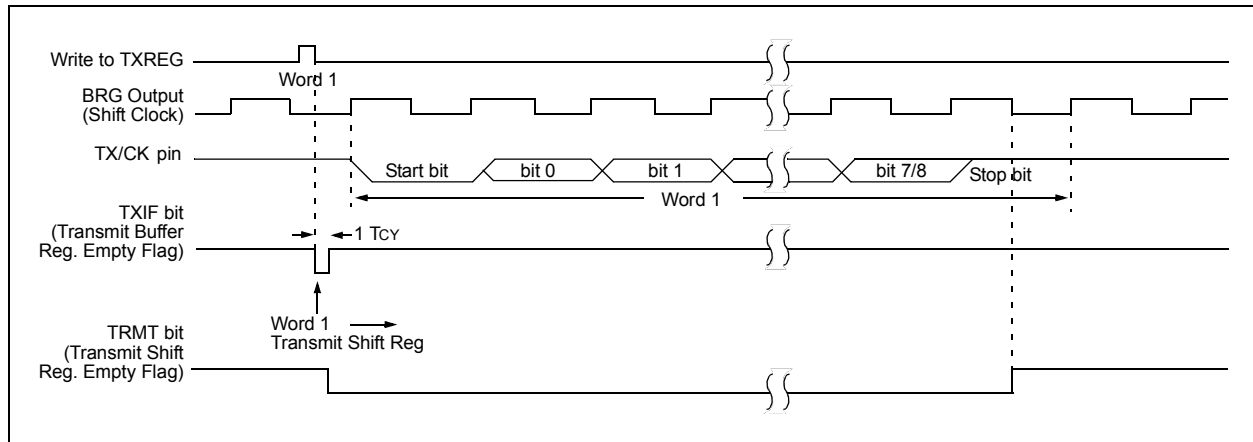 Write to TXREG
Word 1
BRG Output
(Shift Clock)
TX/CK pin
Start bit
bit 0
bit 1
bit 7/8
Stop bit
Word 1
TXIF bit
(Transmit Buffer
Reg. Empty Flag)
1 TCY
Word 1
Transmit Shift Reg
TRMT bit
(Transmit Shift
Reg. Empty Flag)